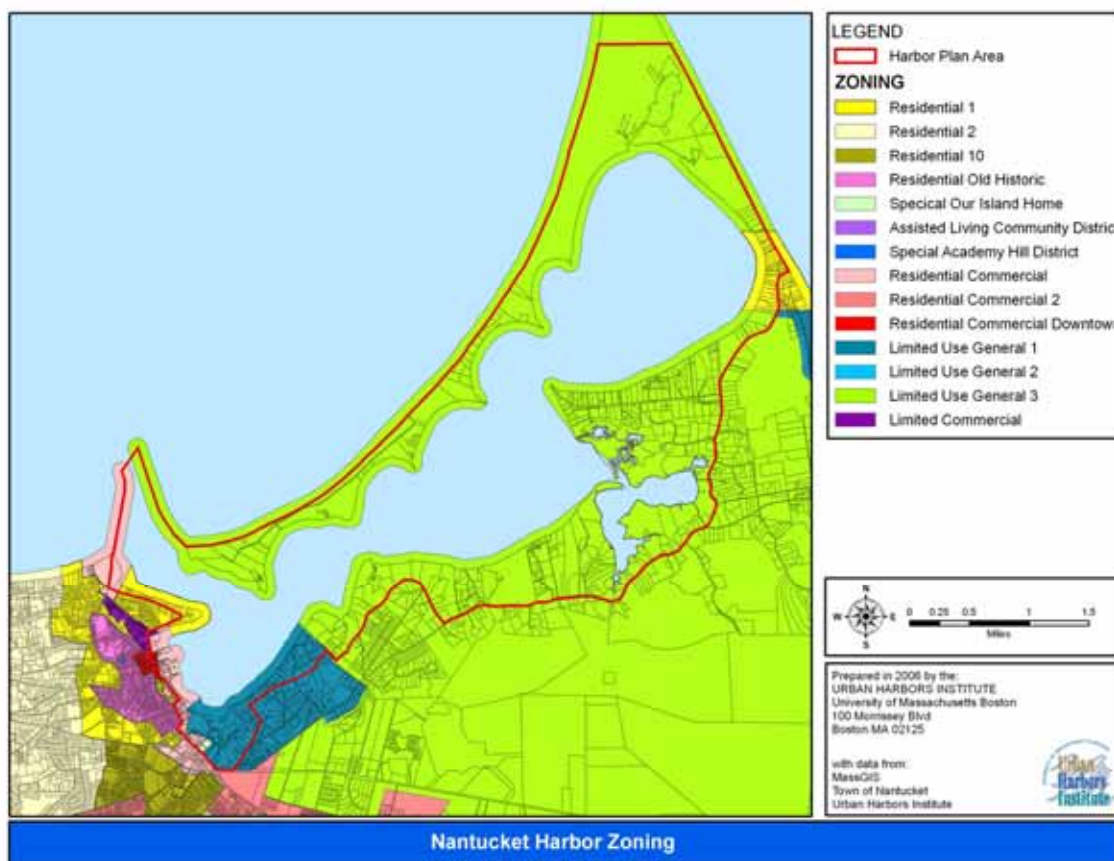 LEGEND
Harbor Plan Area
ZONING
Residential 1
Residential 2
Residential 10
Residential Old Historic
Specical Our Island Home
Assisted Living Community Distric
Special Academy Hill District
Residential Commercial
Residential Commercial 2
Residential Commercial Downtown
Limited Use General 1
Limited Use General 2
Limited Use General 3
Limited Commercial
N
W E
S
0 0.25 0.5 1 1.5
Miles
Prepared in 2006 by the:
URBAN HARBORS INSTITUTE
University of Massachusetts Boston
100 Morrissey Blvd
Boston MA 02125
with data from:
MassGIS
Town of Nantucket
Urban Harbors Institute
Urban
Harbors
Institute
Nantucket Harbor Zoning